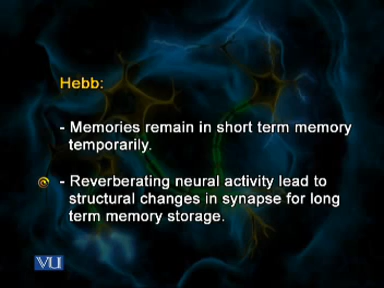 Hebb:
- Memories remain in short term memory
temporarily.
- Reverberating neural activity lead to
structural changes in synapse for long
term memory storage.
VU